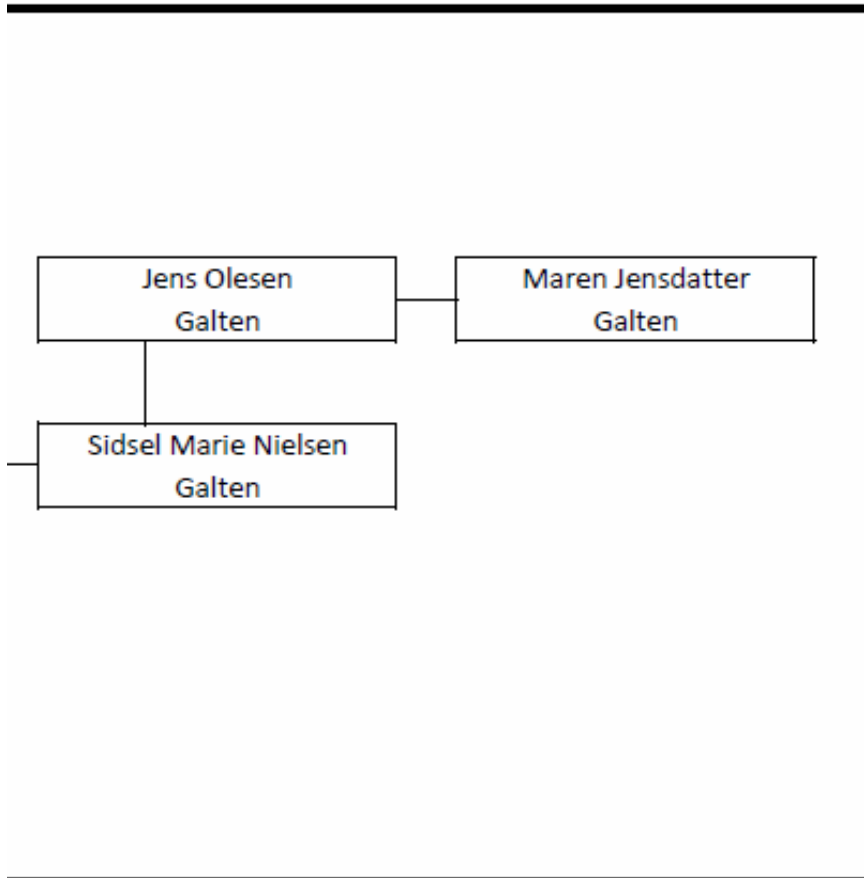 Jens Olesen
Galten
Maren Jensdatter
Galten
Sidsel Marie Nielsen
Galten